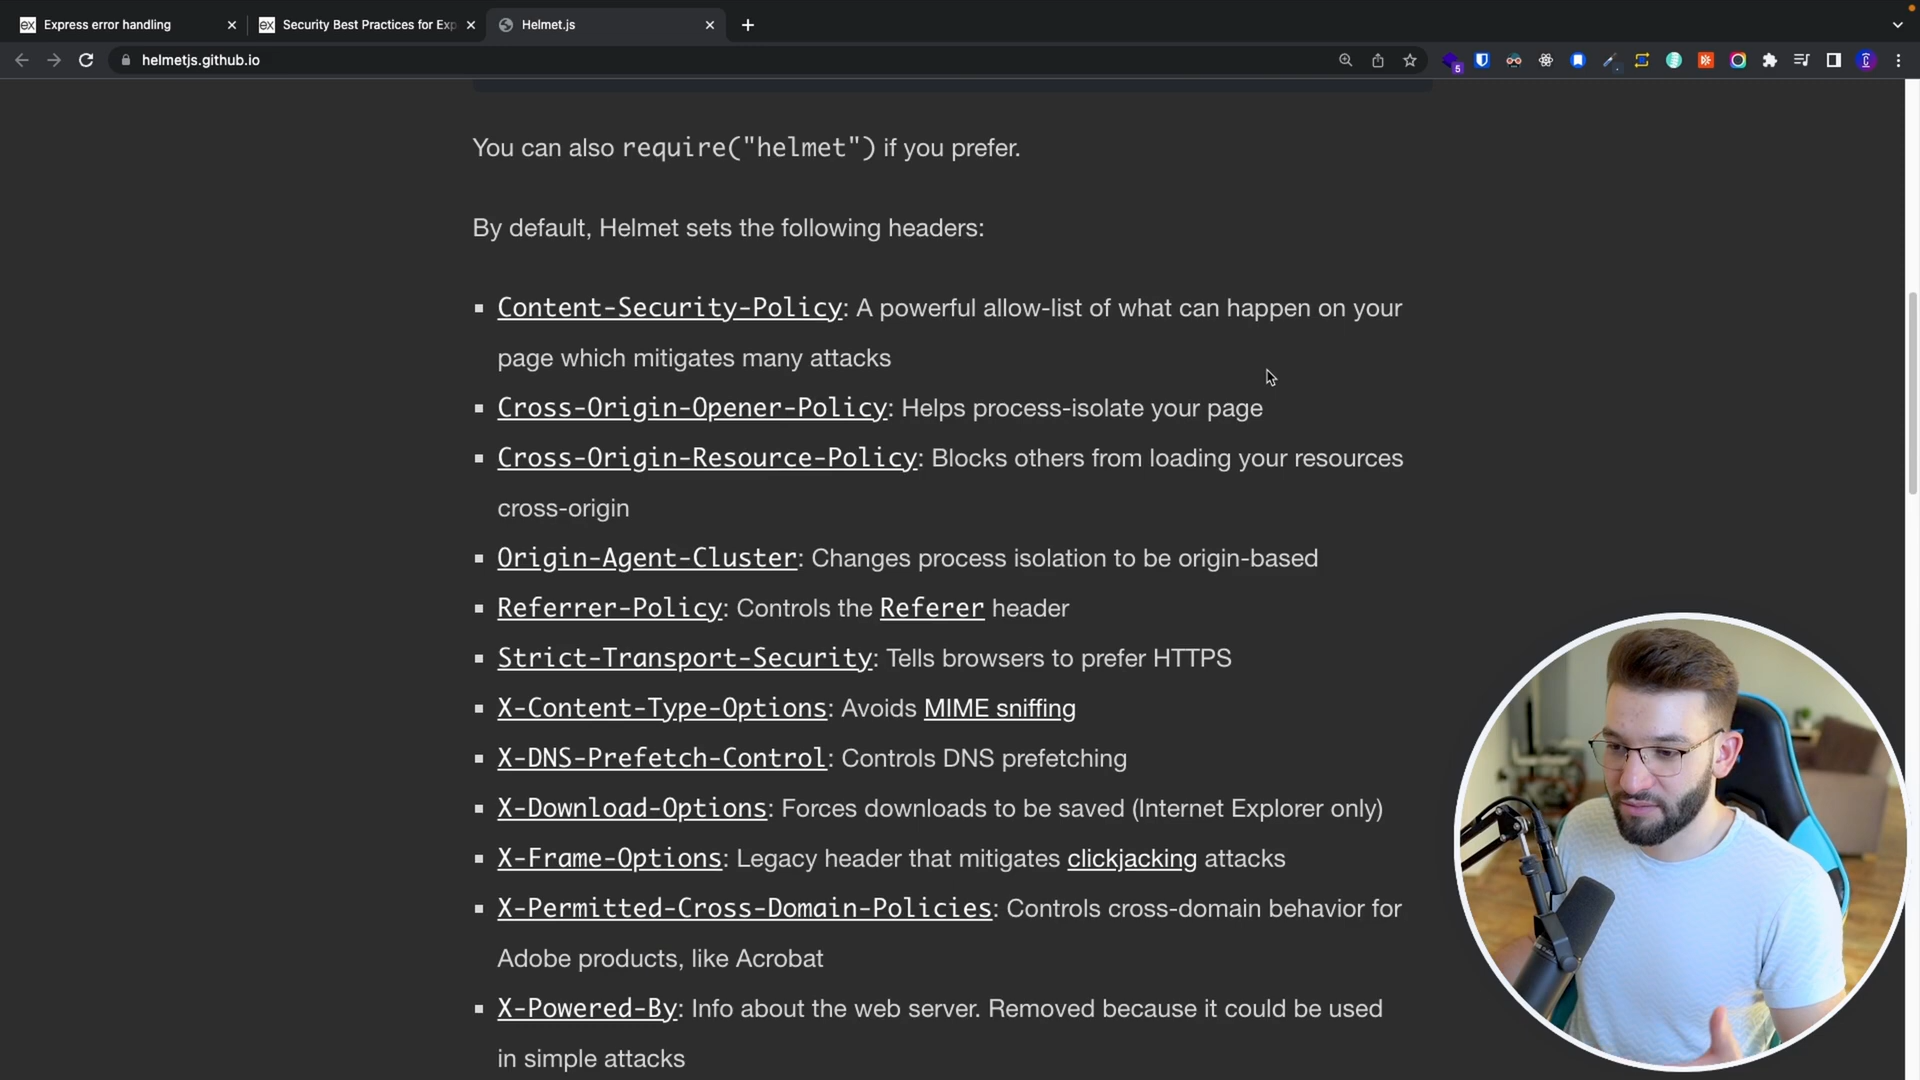 Express error handling
Security Best Practices for Exp
Helmet.js
helmetjs.github.io
5
You can also require("helmet") if you prefer.
By default, Helmet sets the following headers:
Content-Security-Policy: A powerful allow-list of what can happen on your
page which mitigates many attacks
Cross-Origin-Opener-Policy: Helps process-isolate your page
Cross-Origin-Resource-Policy: Blocks others from loading your resources
cross-origin
Origin-Agent-Cluster: Changes process isolation to be origin-based
Referrer-Policy: Controls the Referer header
Strict-Transport-Security: Tells browsers to prefer HTTPS
X-Content-Type-Options: Avoids MIME sniffing
X-DNS-Prefetch-Control: Controls DNS prefetching
X-Download-Options: Forces downloads to be saved (Internet Explorer only)
X-Frame-Options: Legacy header that mitigates clickjacking attacks
X-Permitted-Cross-Domain-Policies: Controls cross-domain behavior for
Adobe products, like Acrobat
X-Powered-By: Info about the web server. Removed because it could be used
in simple attacks